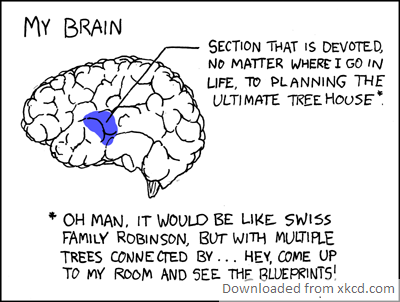 MY BRAIN
SECTION THAT IS DEVOTED,
NO MATTER WHERE I GO IN
LIFE, TO PLANNING THE
ULTIMATE TREE HOUSE*.
* OH MAN, IT WOULD BE LIKE SWISS
FAMILY ROBINSON, BUT WITH MULTIPLE
TREES CONNECTED BY... HEY, COME UP
TO MY ROOM AND SEE THE BLUEPRINTS!
Downloaded from xkcd.com